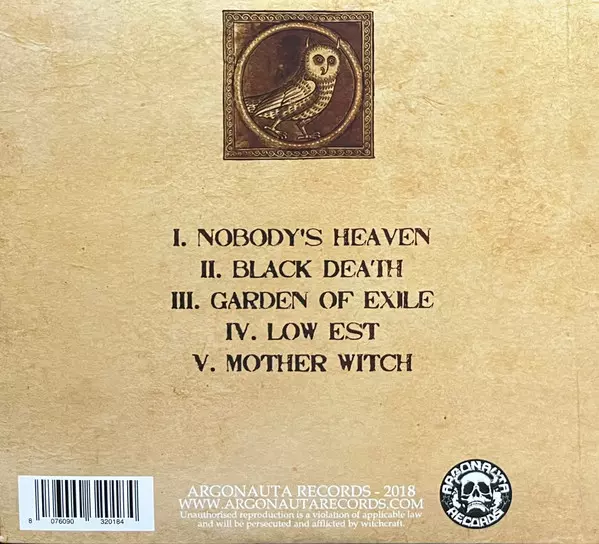 I. NOBODY'S HEAVEN
II. BLACK DEATH
III. GARDEN OF EXILE
IV. LOW EST
V. MOTHER WITCH
ARGONAUTA RECORDS - 2018
WWW.ARGONAUTARECORDS.COM
Unauthorised reproduction is a violation of applicable law
and will be persecuted and afflicted by witchcraft.
8 076090 320184
ARGONAUTA
RECORDS